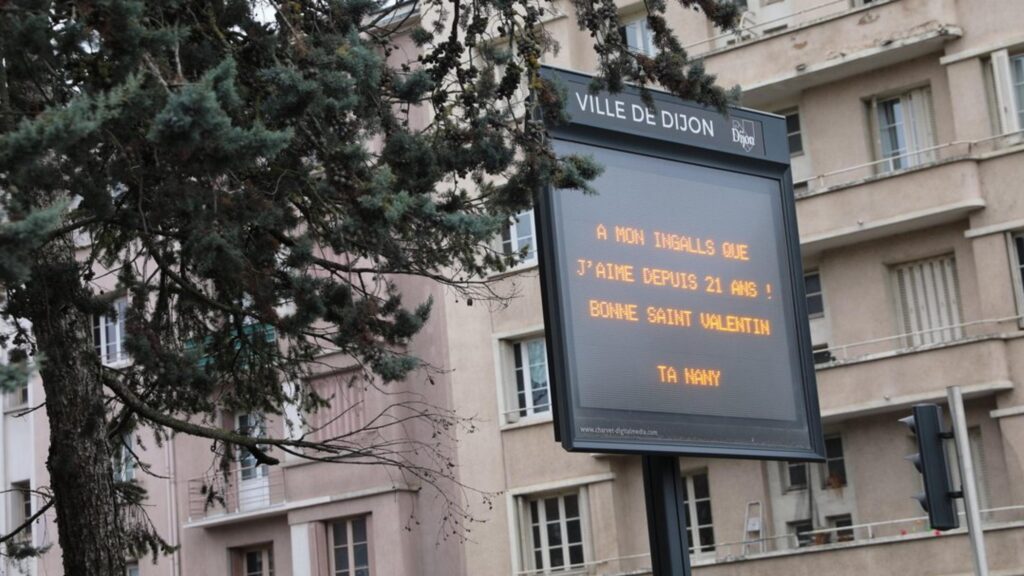 VILLE DE DIJON
Dijon
A MON INGALLS QUE
J'AIME DEPUIS 21 ANS !
BONNE SAINT VALENTIN
TA NANY
www.charvet-digitalmedia.com